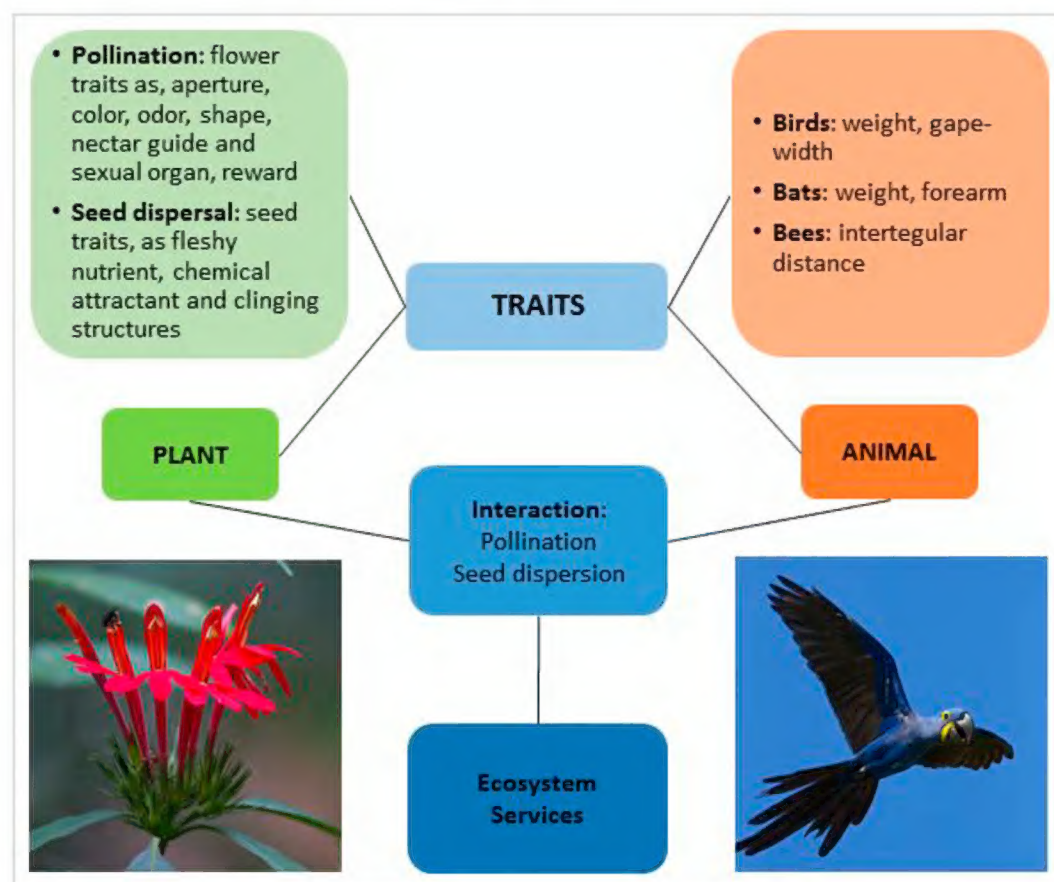 • Pollination: flower
traits as, aperture,
color, odor, shape,
nectar guide and
sexual organ, reward
• Seed dispersal: seed
traits, as fleshy
nutrient, chemical
attractant and clinging
structures
• Birds: weight, gape-
width
• Bats: weight, forearm
• Bees: intertegular
distance
TRAITS
PLANT
ANIMAL
Interaction:
Pollination
Seed dispersion
Ecosystem
Services